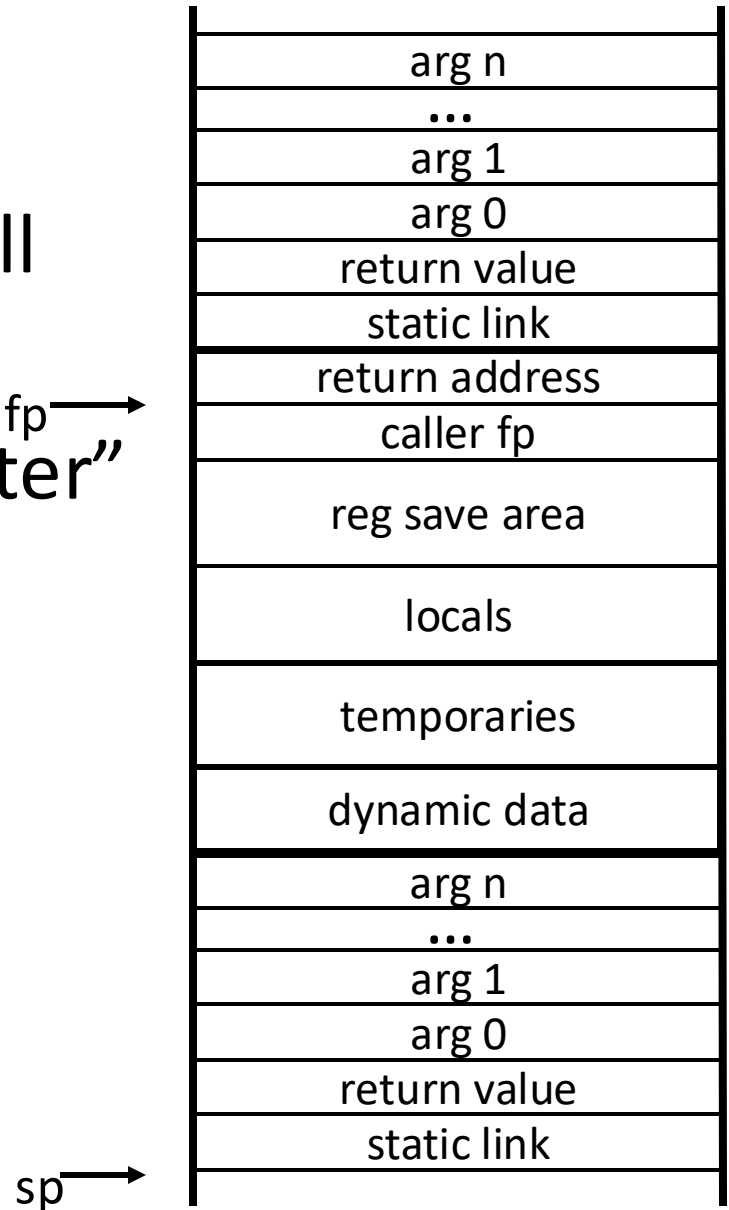 arg n
...
arg 1
arg 0
ll
return value
static link
return address
fp
caller fp
ter”
reg save area
locals
temporaries
dynamic data
arg n
...
arg 1
arg 0
return value
static link
sp